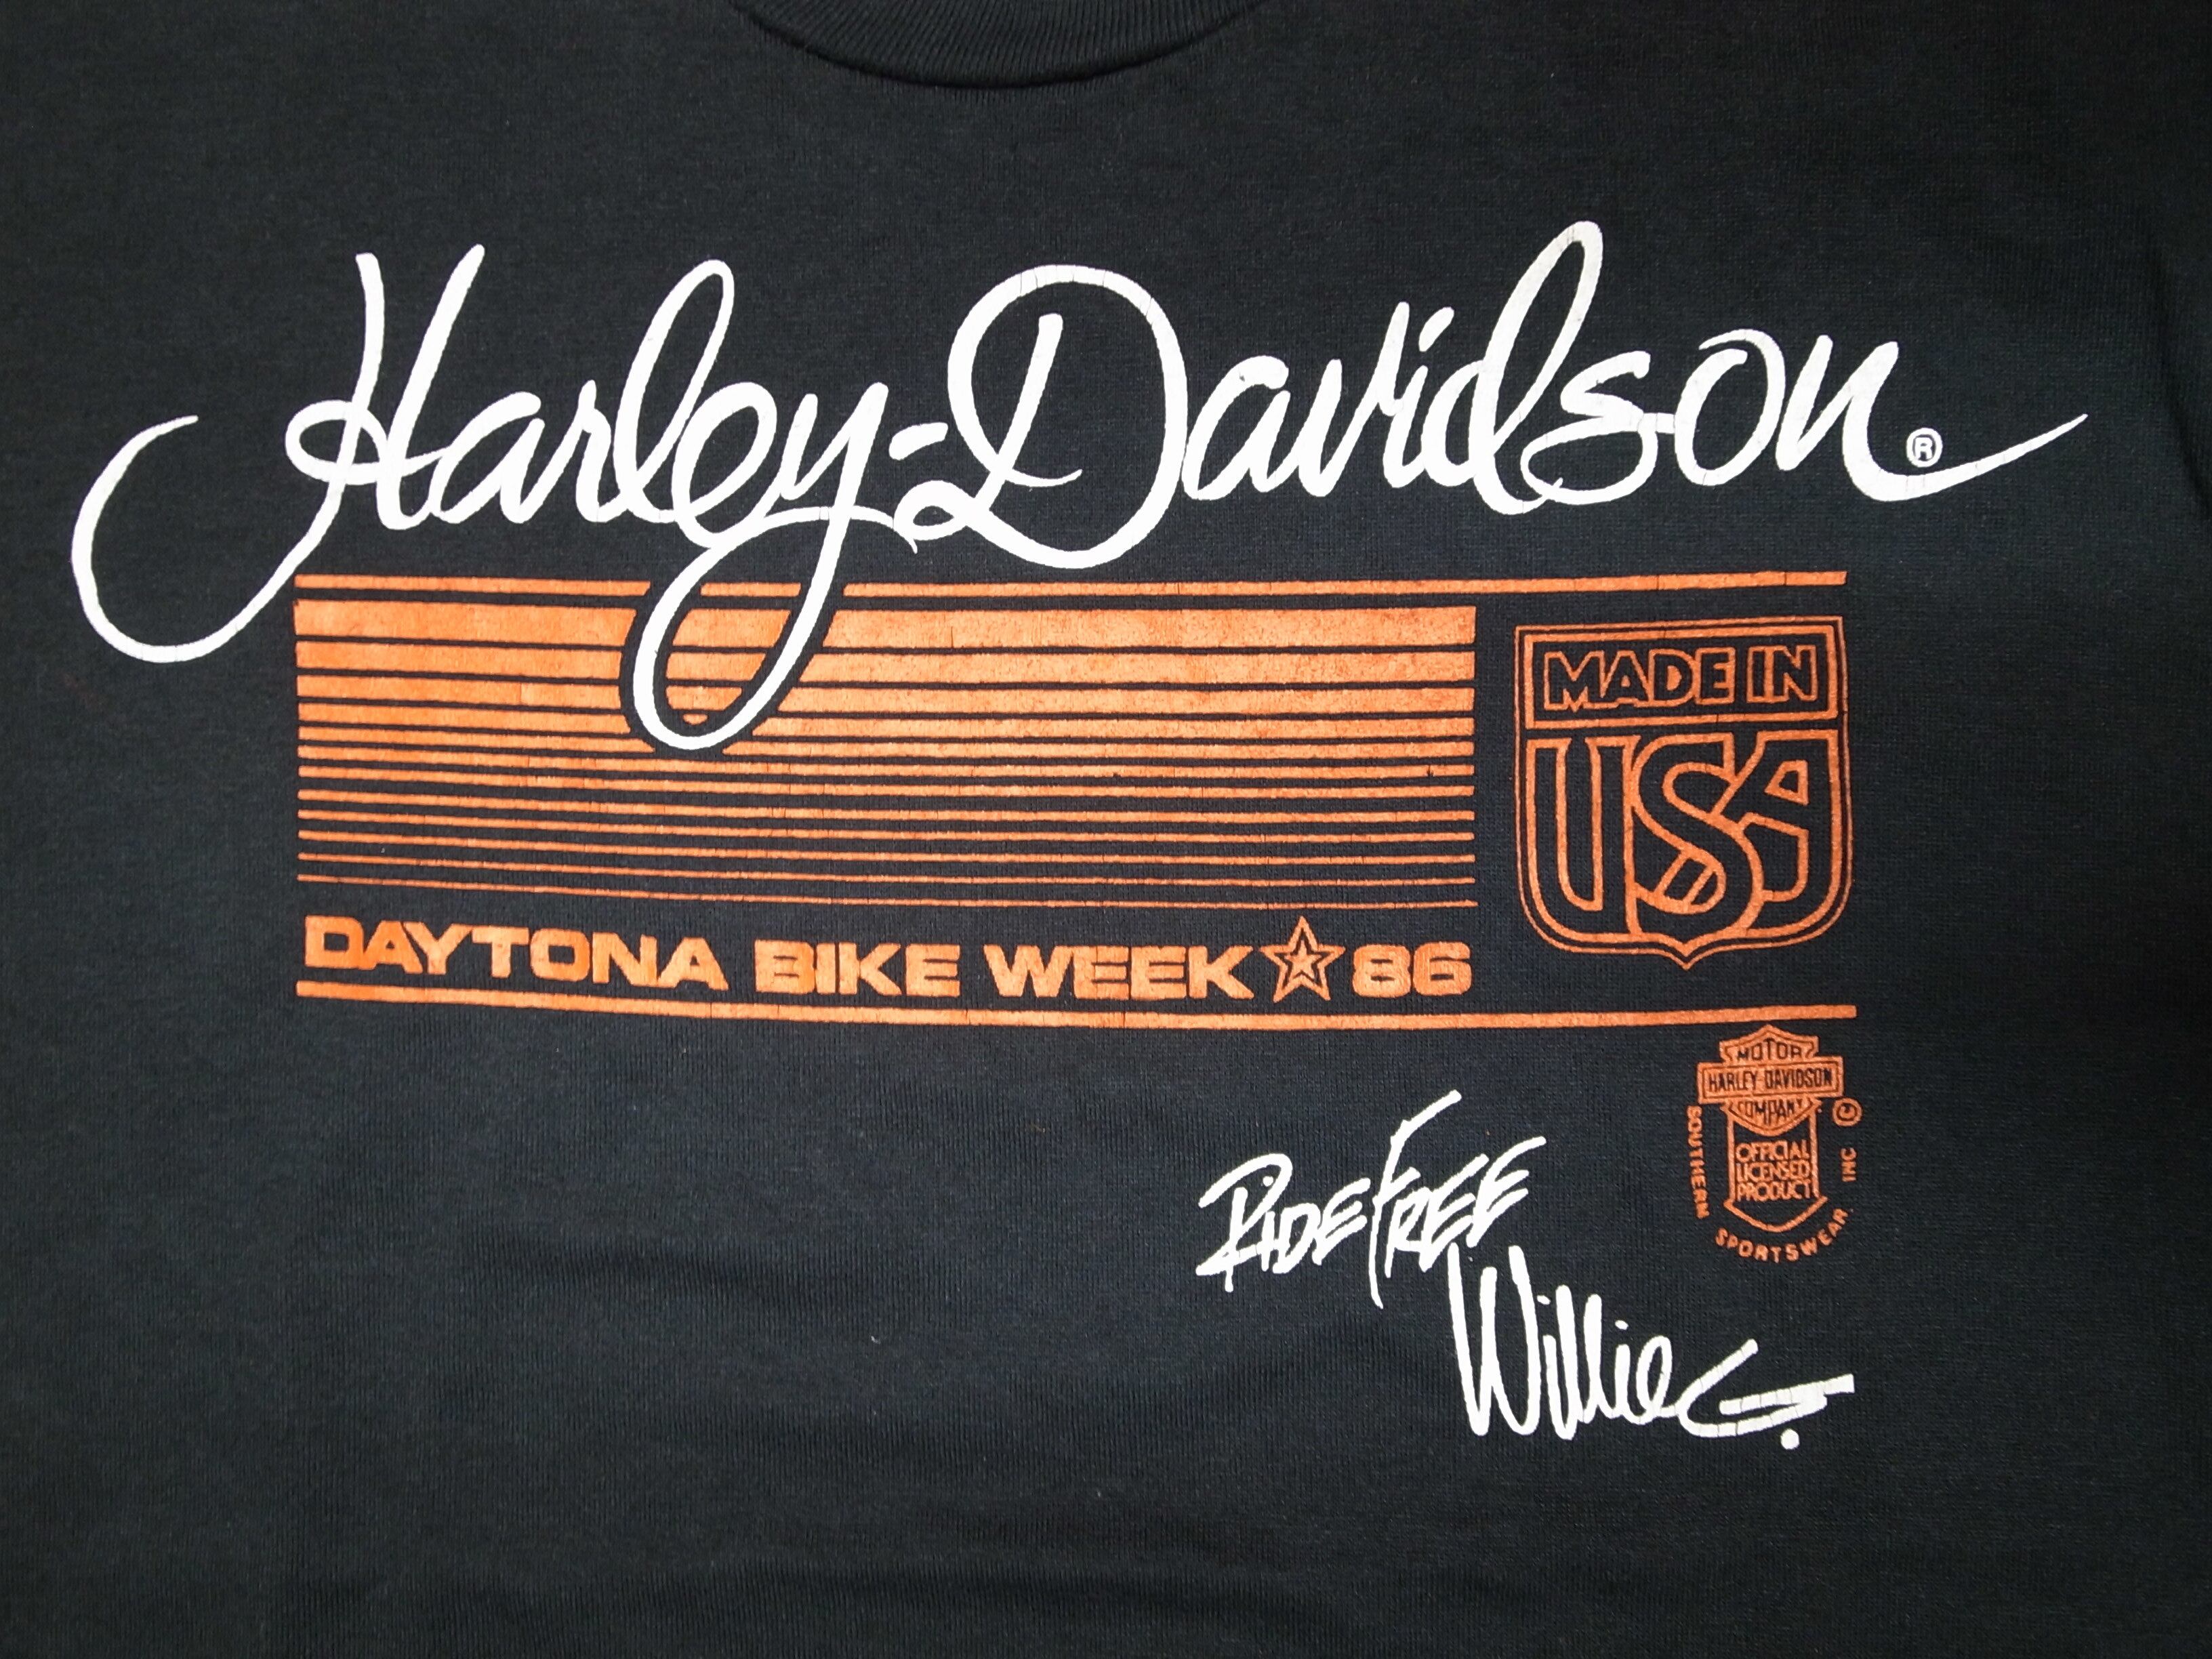 Harley-Davidson®
MADE IN
USA
DAYTONA BIKE WEEK☆86
MOTOR
HARLEY-DAVIDSON
COMPANY
©
OFFICIAL
LICENSED
PRODUCT
SOUTHERN SPORTSWEAR, INC
RIDE FREE
Willie G.